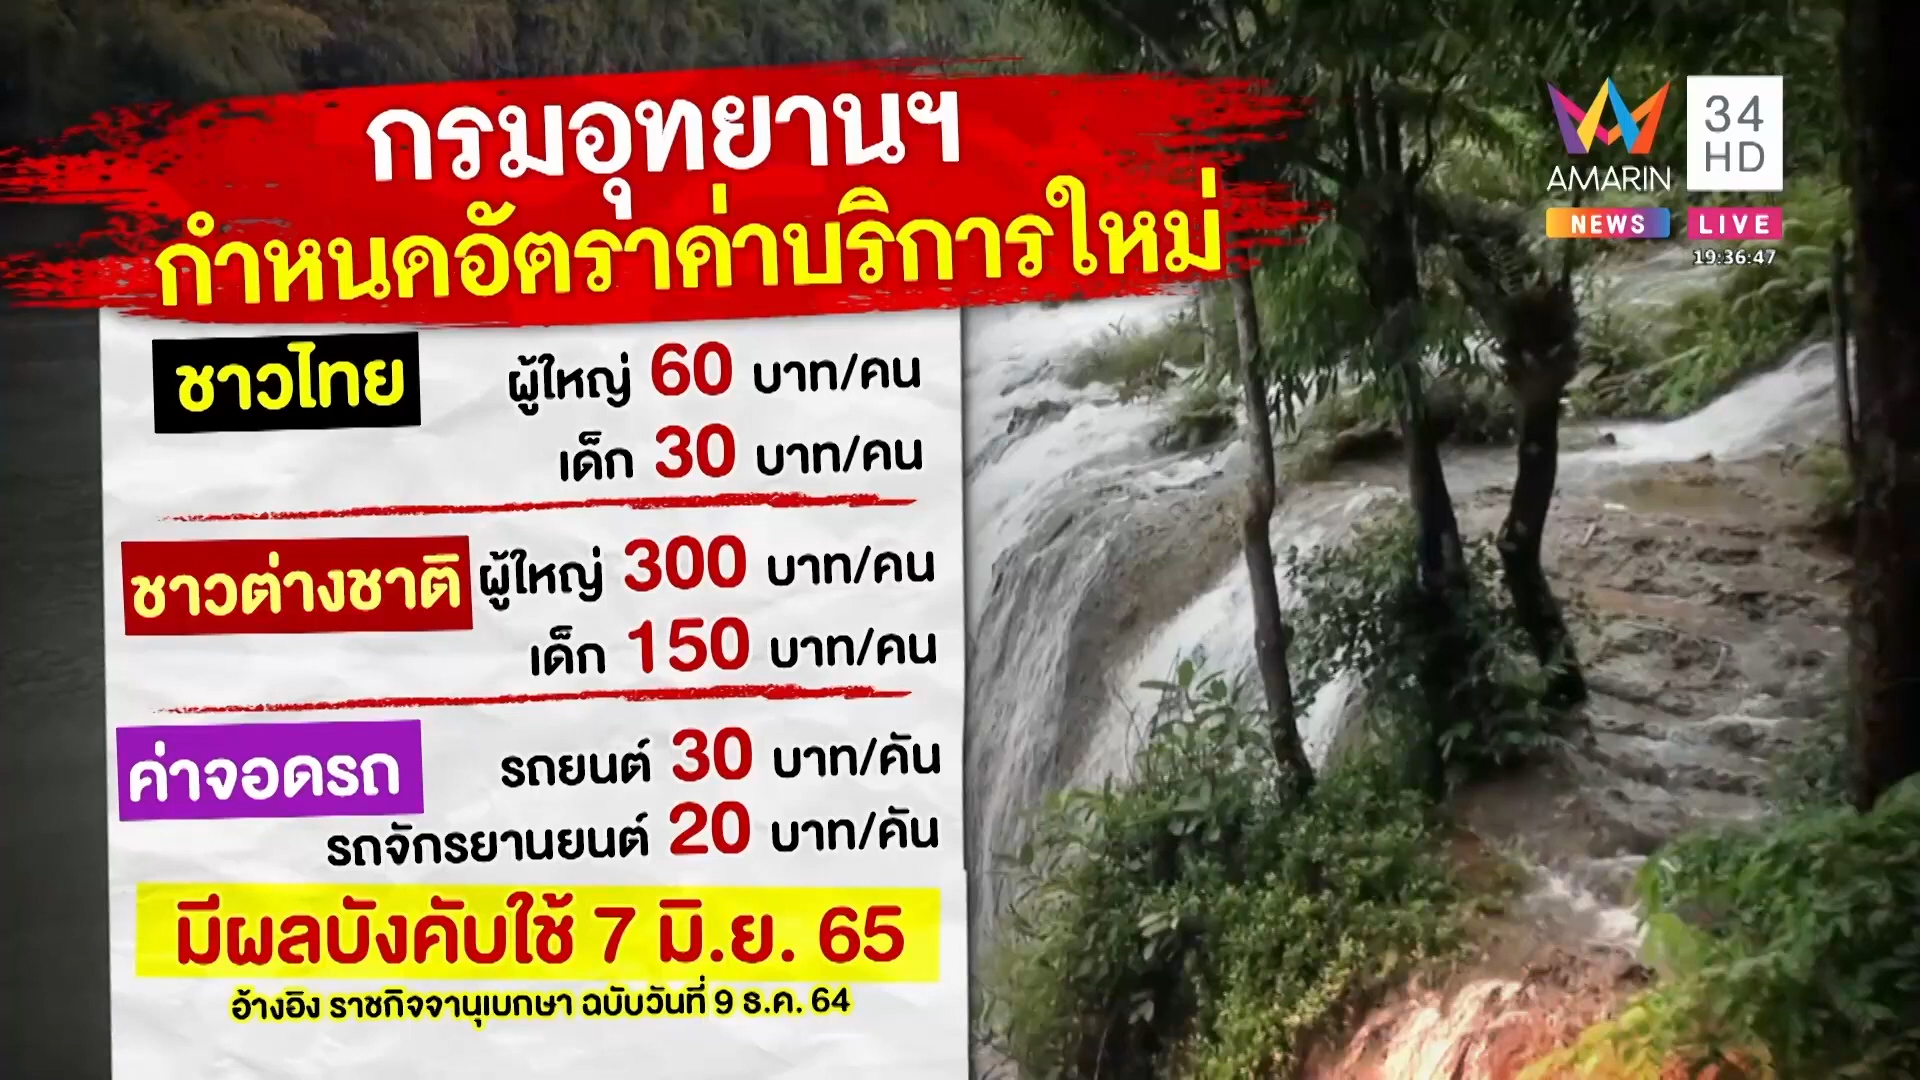 กรมอุทยานฯ
กำหนดอัตราค่าบริการใหม่
ชาวไทย ผู้ใหญ่ 60 บาท/คน
เด็ก 30 บาท/คน
ชาวต่างชาติ ผู้ใหญ่ 300 บาท/คน
เด็ก 150 บาท/คน
ค่าจอดรถ รถยนต์ 30 บาท/คัน
รถจักรยานยนต์ 20 บาท/คัน
มีผลบังคับใช้ 7 มิ.ย. 65
อ้างอิง ราชกิจจานุเบกษา ฉบับวันที่ 9 ธ.ค. 64
AMARIN 34 HD
NEWS LIVE
19:36:47